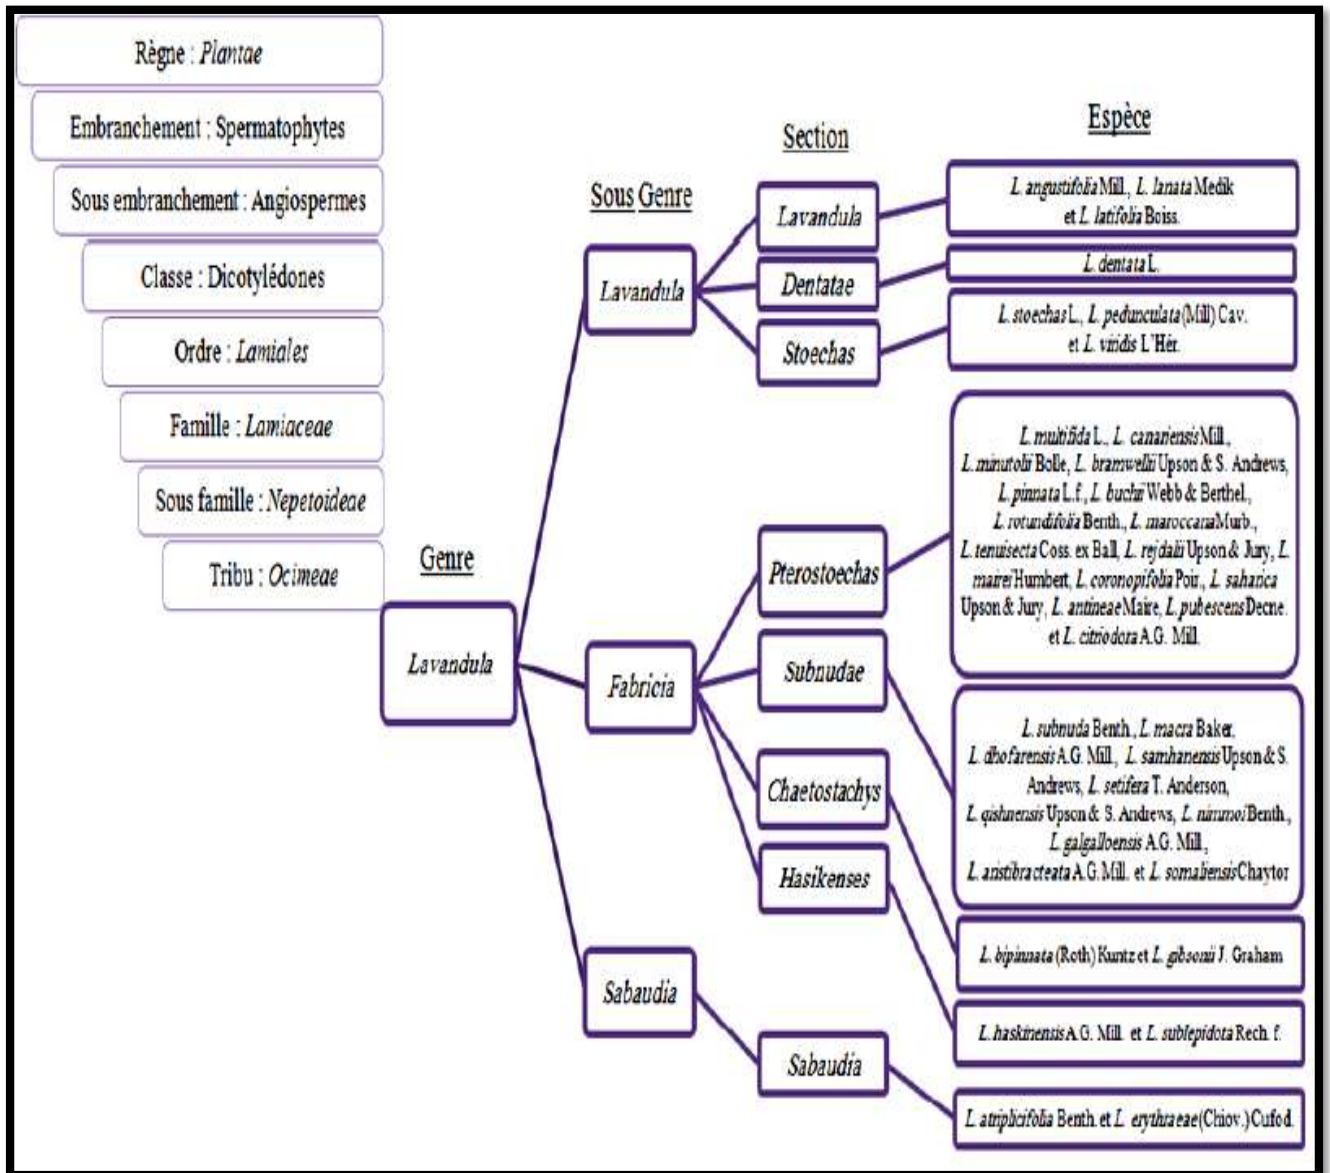 Règne : Plantae
Embranchement : Spermatophytes
Sous embranchement : Angiospermes
Classe : Dicotylédones
Ordre : Lamiales
Famille : Lamiaceae
Sous famille : Nepetoideae
Tribu : Ocimeae
Genre
Lavandula
Sous Genre
Lavandula
Fabricia
Sabaudia
Section
Lavandula
Dentatae
Stoechas
Pterostoechas
Subnudae
Chaetostachys
Hasikenses
Sabaudia
Espèce
L. angustifolia Mill., L. lanata Medik
et L. latifolia Boiss.
L. dentata L.
L. stoechas L., L. pedunculata (Mill) Cav.
et L. viridis L'Hér.
L. multifida L., L. canariensis Mill.,
L. minutolii Bolle, L. bramwellii Upson & S. Andrews,
L. pinnata L.f., L. buchii Webb & Berthel.,
L. rotundifolia Benth., L. maroccana Murb.,
L. tenuisecta Coss. ex Ball, L. rejdalii Upson & Jury, L.
mairei Humbert, L. coronopifolia Poir., L. saharica
Upson & Jury, L. antineae Maire, L. pubescens Decne.
et L. citriodora A.G. Mill.
L. subnuda Benth., L. macra Baker,
L. dhofarensis A.G. Mill., L. samhanensis Upson & S.
Andrews, L. setifera T. Anderson,
L. qishnensis Upson & S. Andrews, L. nimmoi Benth.,
L. galgalloensis A.G. Mill.,
L. aristibracteata A.G. Mill. et L. somaliensis Chaytor
L. bipinnata (Roth) Kuntz et L. gibsonii J. Graham
L. haskinensis A.G. Mill. et L. sublepidota Rech. f.
L. atriplicifolia Benth. et L. erythraeae (Chiov.) Cufod.